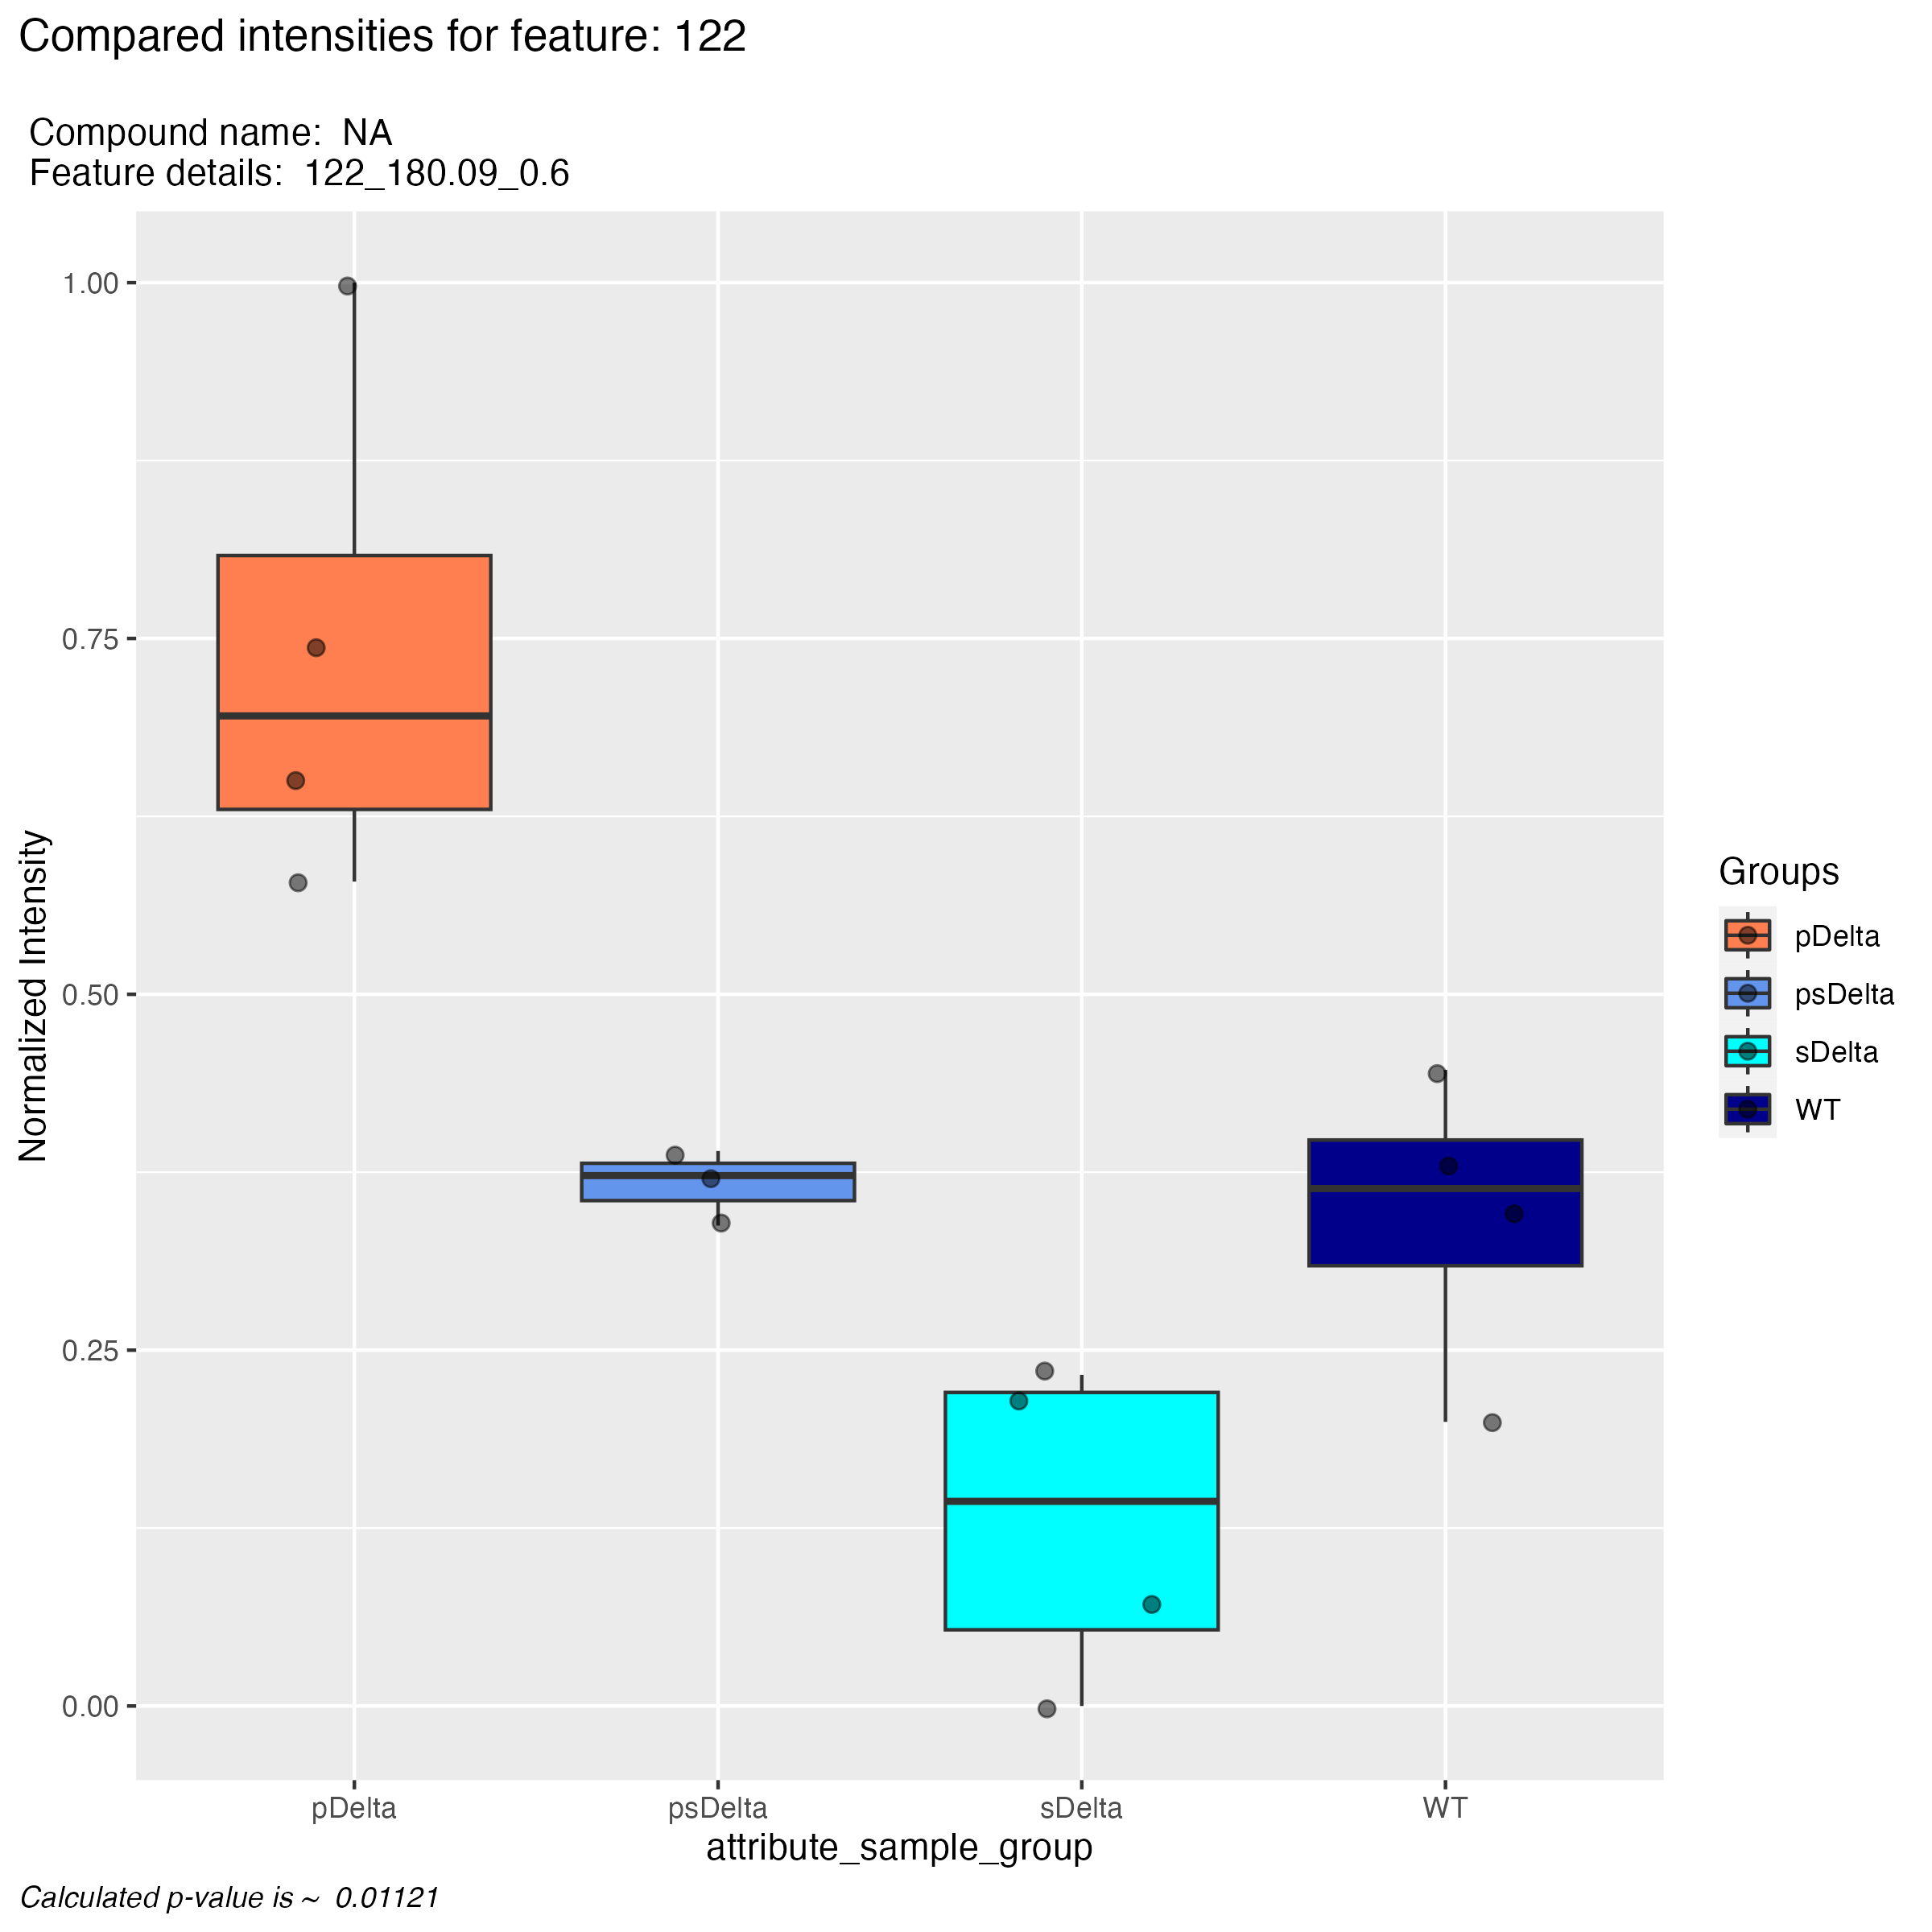 Compared intensities for feature: 122
Compound name:  NA
Feature details:  122_180.09_0.6
Normalized Intensity
1.00
0.75
0.50
0.25
0.00
pDelta
psDelta
sDelta
WT
attribute_sample_group
Groups
pDelta
psDelta
sDelta
WT
Calculated p-value is ~  0.01121